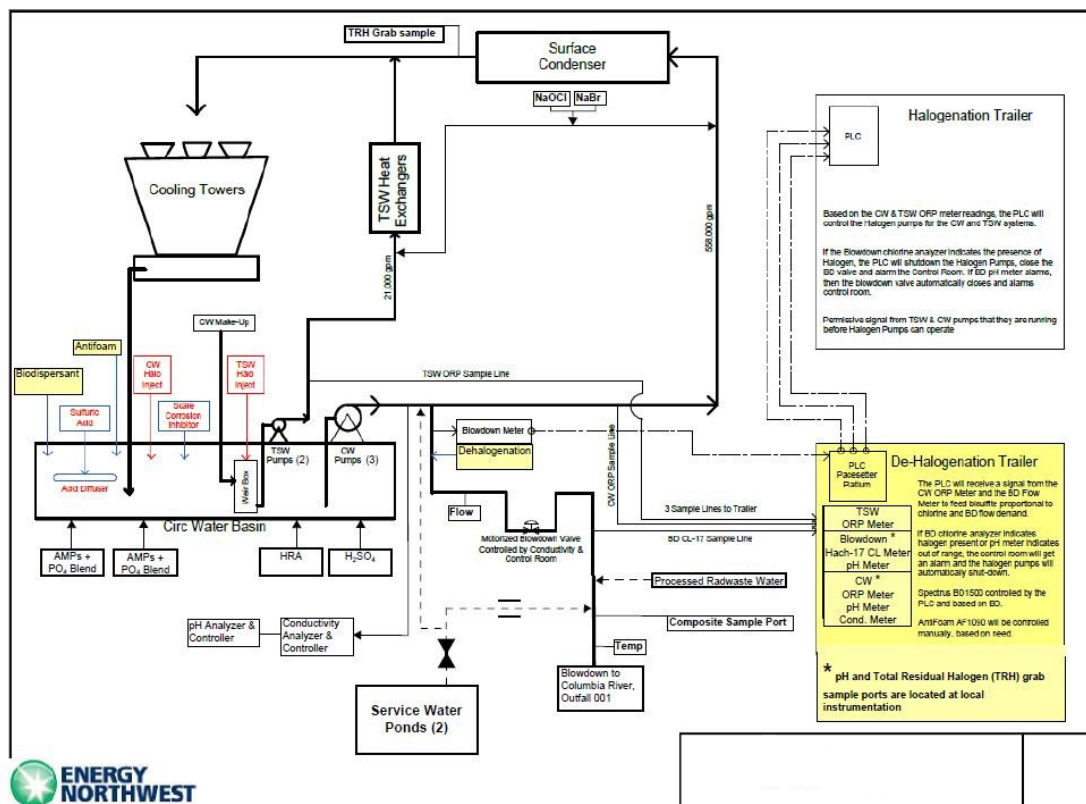 TRH Grab sample
Surface
Condenser
NaOCl
NaBr
Cooling Towers
TSW Heat
Exchangers
21,000 gpm
558,000 gpm
CW Make-Up
Antifoam
Biodispersant
CW
Halo
Inject
TSW
Halo
Inject
Sulfuric
Acid
Scale
Corrosion
Inhibitor
Acid Diffuser
Weir Box
TSW
Pumps (2)
CW
Pumps (3)
Circ Water Basin
AMPs +
PO₄ Blend
AMPs +
PO₄ Blend
HRA
H₂SO₄
TSW ORP Sample Line
Blowdown Meter
Dehalogenation
CW ORP Sample Line
Flow
3 Sample Lines to Trailer
Motorized Blowdown Valve
Controlled by Conductivity &
Control Room
BD CL-17 Sample Line
Processed Radwaste Water
Composite Sample Port
Temp
Blowdown to
Columbia River,
Outfall 001
pH Analyzer &
Controller
Conductivity
Analyzer &
Controller
Service Water
Ponds (2)
Halogenation Trailer
PLC
Based on the CW & TSW ORP meter readings, the PLC will
control the Halogen pumps for the CW and TSW systems.
If the Blowdown chlorine analyzer indicates the presence of
Halogen, the PLC will shutdown the Halogen Pumps, close the
BD valve and alarm the Control Room. If BD pH meter alarms,
then the blowdown valve automatically closes and alarms
control room.
Permissive signal from TSW & CW pumps that they are running
before Halogen Pumps can operate
De-Halogenation Trailer
PLC
Pacesetter
Platium
TSW
ORP Meter
Blowdown *
Hach-17 CL Meter
pH Meter
CW *
ORP Meter
pH Meter
Cond. Meter
The PLC will receive a signal from the
CW ORP Meter and the BD Flow
Meter to feed bisulfite proportional to
chlorine and BD flow demand.
If BD chlorine analyzer indicates
halogen present or pH meter indicates
out of range, the control room will get
an alarm and the halogen pumps will
automatically shut-down.
Spectrus BD1500 controlled by the
PLC and based on BD.
AntiFoam AF1090 will be controlled
manually, based on need
* pH and Total Residual Halogen (TRH) grab
sample ports are located at local
instrumentation
ENERGY
NORTHWEST